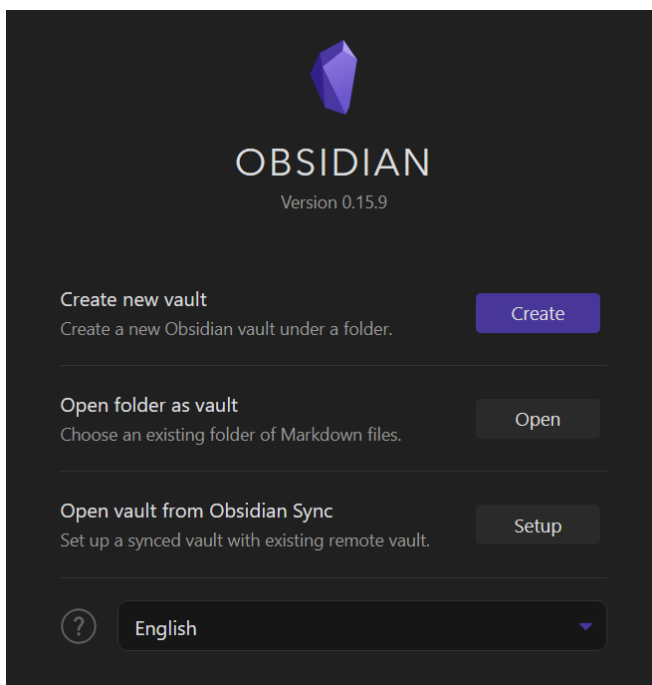 OBSIDIAN
Version 0.15.9
Create new vault
Create a new Obsidian vault under a folder.
Create
Open folder as vault
Choose an existing folder of Markdown files.
Open
Open vault from Obsidian Sync
Set up a synced vault with existing remote vault.
Setup
?
English